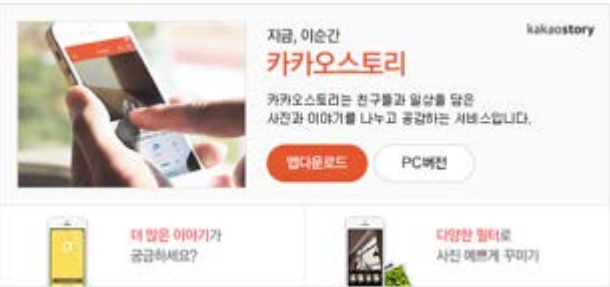 지금, 이순간
kakaostory
카카오스토리
카카오스토리는 친구들과 일상을 담은
사진과 이야기를 나누고 공감하는 서비스입니다.
앱다운로드
PC버전
더 많은 이야기가
궁금하세요?
다양한 필터로
사진 예쁘게 꾸미기